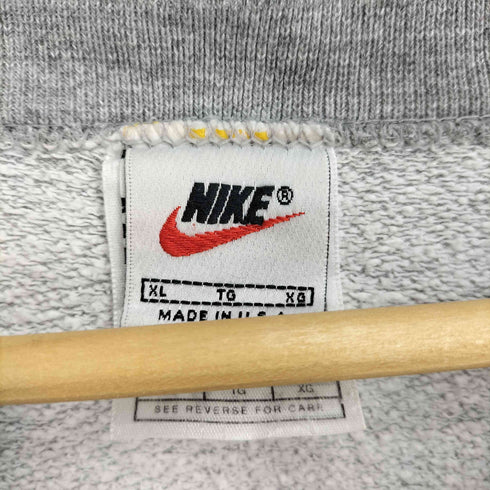 NIKE®
XL TG XG
MADE IN U.S.A.
TG XG
SEE REVERSE FOR CARE